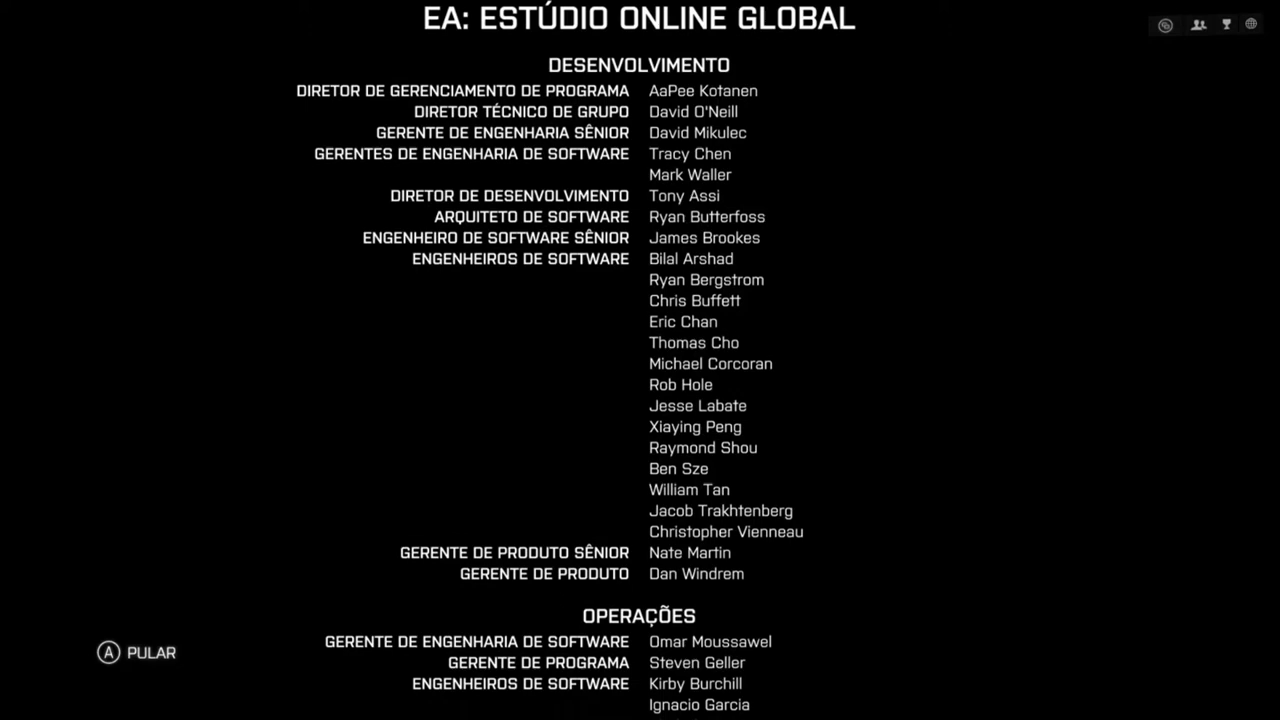 EA: ESTÚDIO ONLINE GLOBAL
DESENVOLVIMENTO
DIRETOR DE GERENCIAMENTO DE PROGRAMA AaPee Kotanen
DIRETOR TÉCNICO DE GRUPO David O'Neill
GERENTE DE ENGENHARIA SÊNIOR David Mikulec
GERENTES DE ENGENHARIA DE SOFTWARE Tracy Chen
Mark Waller
DIRETOR DE DESENVOLVIMENTO Tony Assi
ARQUITETO DE SOFTWARE Ryan Butterfoss
ENGENHEIRO DE SOFTWARE SÊNIOR James Brookes
ENGENHEIROS DE SOFTWARE Bilal Arshad
Ryan Bergstrom
Chris Buffett
Eric Chan
Thomas Cho
Michael Corcoran
Rob Hole
Jesse Labate
Xiaying Peng
Raymond Shou
Ben Sze
William Tan
Jacob Trakhtenberg
Christopher Vienneau
GERENTE DE PRODUTO SÊNIOR Nate Martin
GERENTE DE PRODUTO Dan Windrem
OPERAÇÕES
GERENTE DE ENGENHARIA DE SOFTWARE Omar Moussawel
GERENTE DE PROGRAMA Steven Geller
ENGENHEIROS DE SOFTWARE Kirby Burchill
Ignacio Garcia
A PULAR